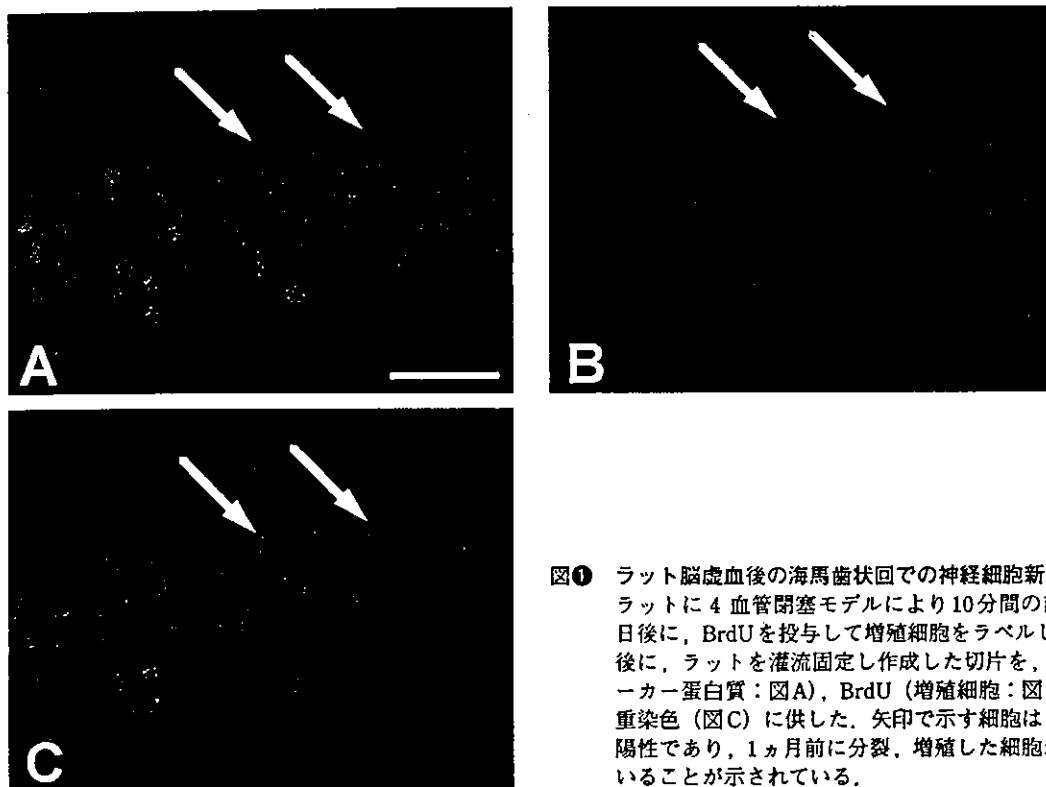 A
B
C
図❶ ラット脳虚血後の海馬歯状回での神経細胞新
ラットに4血管閉塞モデルにより10分間の
日後に，BrdUを投与して増殖細胞をラベルし
後に，ラットを灌流固定し作成した切片を，
ーカー蛋白質：図A），BrdU（増殖細胞：図
重染色（図C）に供した．矢印で示す細胞は
陽性であり，1ヵ月前に分裂，増殖した細胞
いることが示されている．